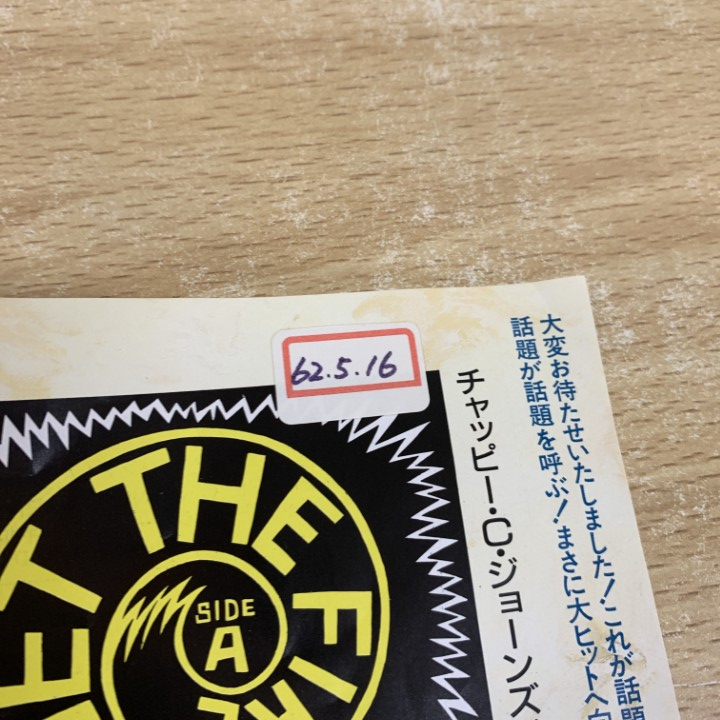 62.5.16
大変お待たせいたしました!これが話題
話題が話題を呼ぶ!まさに大ヒットへ
チャッピー・C・ジョーンズ
THE
SIDE
A